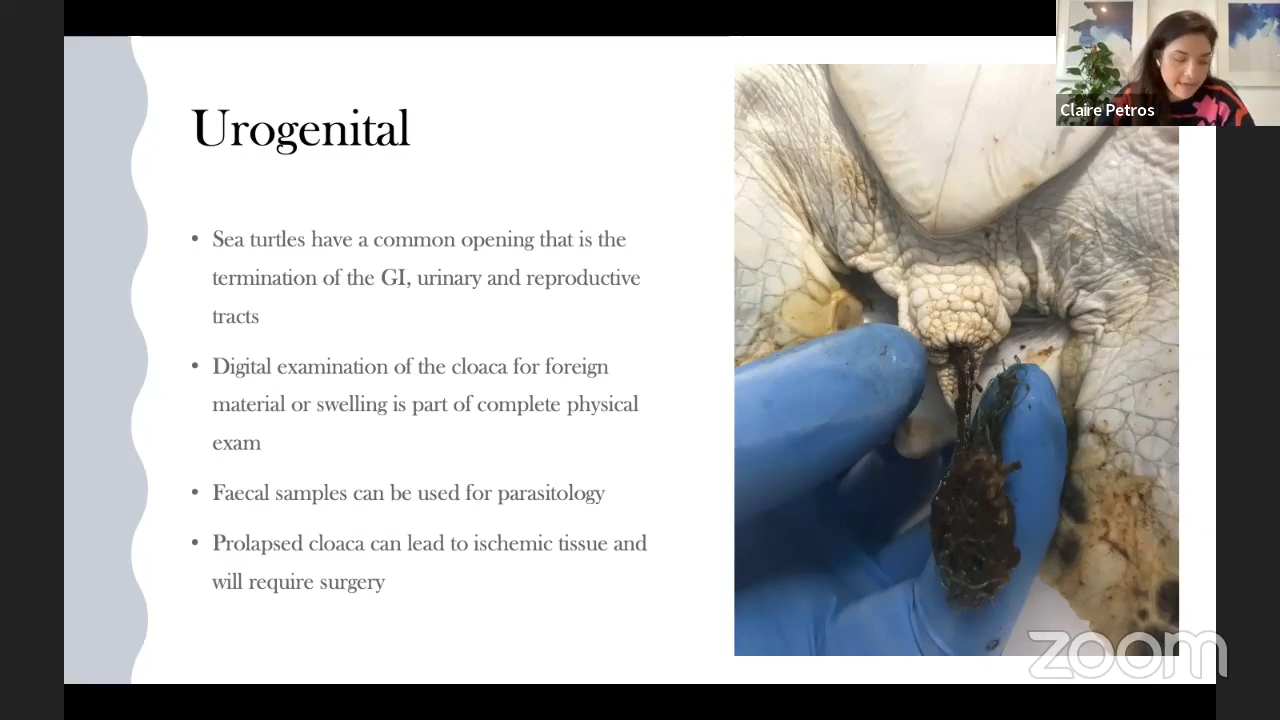 Claire Petros
Urogenital
• Sea turtles have a common opening that is the
termination of the GI, urinary and reproductive
tracts
• Digital examination of the cloaca for foreign
material or swelling is part of complete physical
exam
• Faecal samples can be used for parasitology
• Prolapsed cloaca can lead to ischemic tissue and
will require surgery
zoom